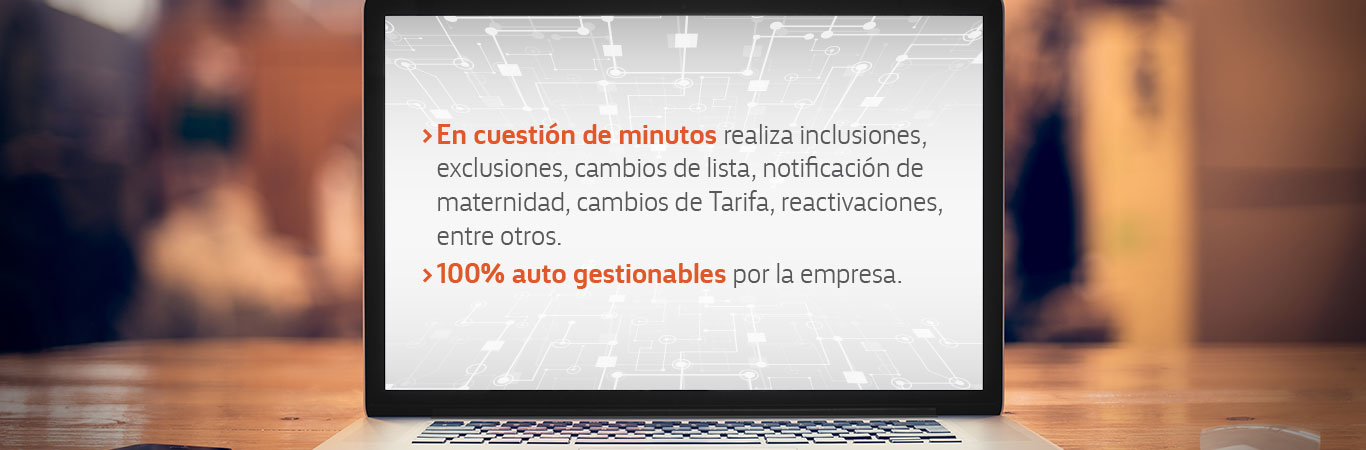 › En cuestión de minutos realiza inclusiones,
exclusiones, cambios de lista, notificación de
maternidad, cambios de Tarifa, reactivaciones,
entre otros.
› 100% auto gestionables por la empresa.